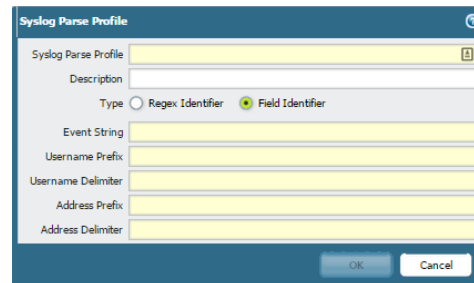 Syslog Parse Profile
Syslog Parse Profile
Description
Type Regex Identifier Field Identifier
Event String
Username Prefix
Username Delimiter
Address Prefix
Address Delimiter
OK Cancel